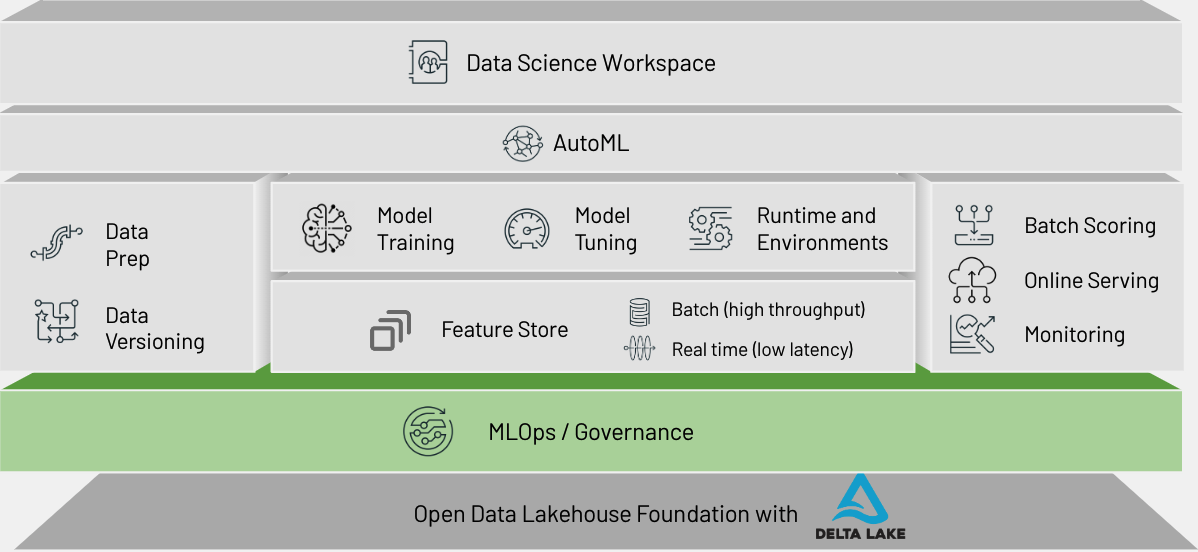 Data Science Workspace
AutoML
Data
Prep
Data
Versioning
Model
Training
Model
Tuning
Runtime and
Environments
Feature Store
Batch (high throughput)
Real time (low latency)
Batch Scoring
Online Serving
Monitoring
MLOps / Governance
Open Data Lakehouse Foundation with
DELTA LAKE